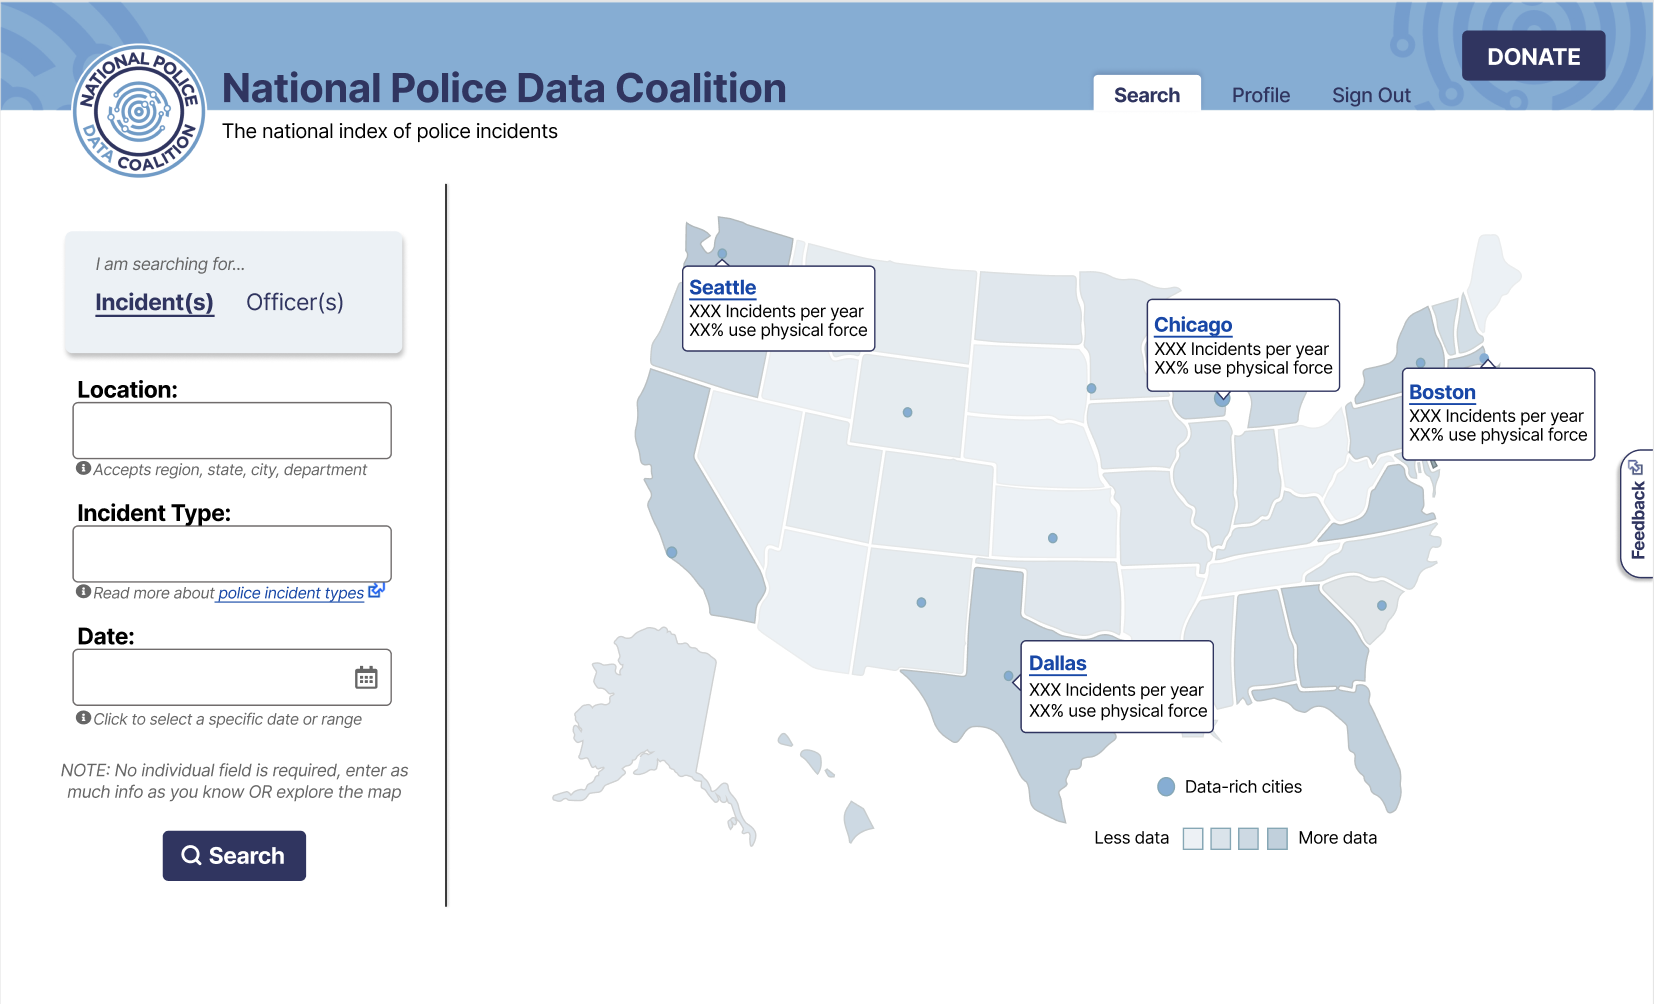 NATIONAL POLICE
DATA COALITION
National Police Data Coalition
The national index of police incidents
Search
Profile
Sign Out
DONATE
I am searching for...
Incident(s)
Officer(s)
Location:
Accepts region, state, city, department
Incident Type:
Read more about police incident types
Date:
Click to select a specific date or range
NOTE: No individual field is required, enter as
much info as you know OR explore the map
Search
Seattle
XXX Incidents per year
XX% use physical force
Chicago
XXX Incidents per year
XX% use physical force
Boston
XXX Incidents per year
XX% use physical force
Dallas
XXX Incidents per year
XX% use physical force
Data-rich cities
Less data
More data
Feedback